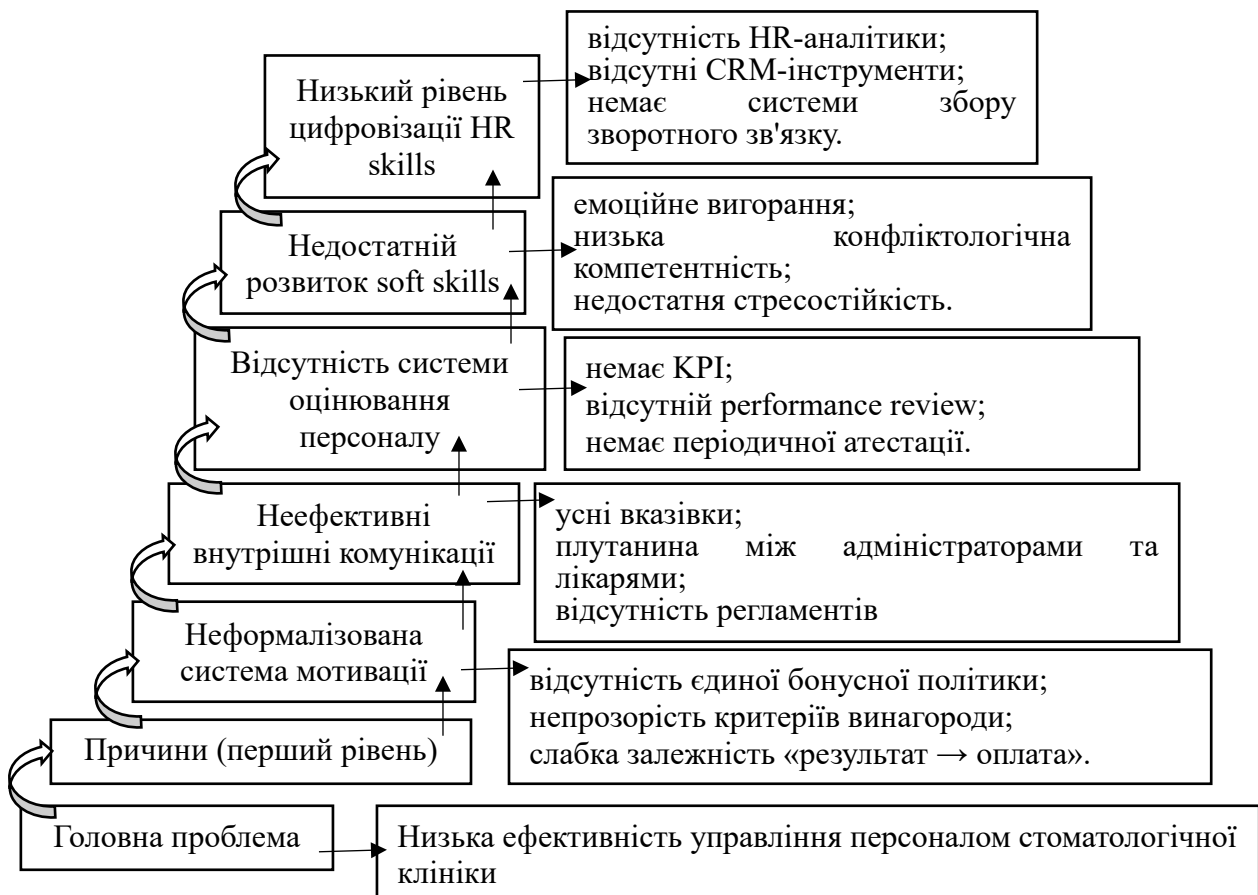 Низький рівень
цифровізації HR
skills
відсутність HR-аналітики;
відсутні CRM-інструменти;
немає системи збору
зворотного зв'язку.
Недостатній
розвиток soft skills
емоційне вигорання;
низька конфліктологічна
компетентність;
недостатня стресостійкість.
Відсутність системи
оцінювання
персоналу
немає KPI;
відсутній performance review;
немає періодичної атестації.
Неефективні
внутрішні комунікації
усні вказівки;
плутанина між адміністраторами та
лікарями;
відсутність регламентів
Неформалізована
система мотивації
відсутність єдиної бонусної політики;
непрозорість критеріїв винагороди;
слабка залежність «результат → оплата».
Причини (перший рівень)
Головна проблема
Низька ефективність управління персоналом стоматологічної
клініки